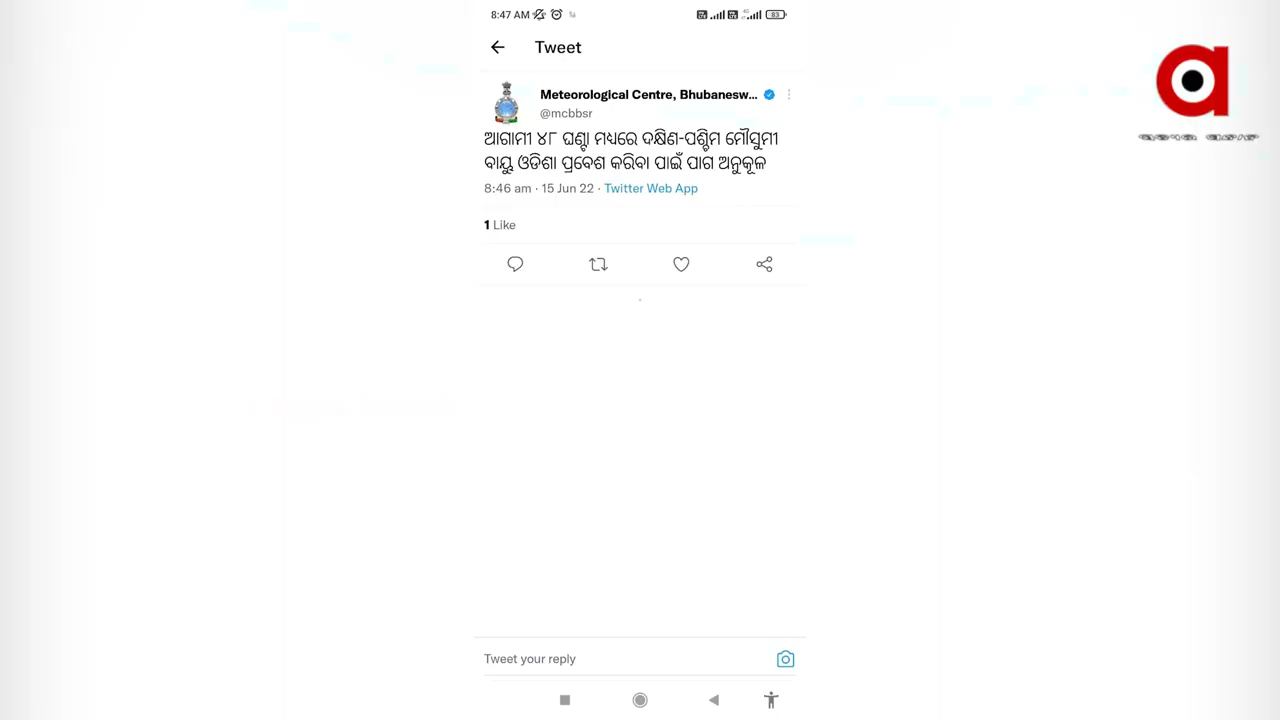 8:47 AM
83
Tweet
Meteorological Centre, Bhubanesw...
@mcbbsr
ଆଗାମୀ ୪୮ ଘଣ୍ଟା ମଧ୍ୟରେ ଦକ୍ଷିଣ-ପଶ୍ଚିମ ମୌସୁମୀ
ବାୟୁ ଓଡିଶା ପ୍ରବେଶ କରିବା ପାଇଁ ପାଗ ଅନୁକୂଳ
8:46 am · 15 Jun 22 · Twitter Web App
1 Like
Tweet your reply